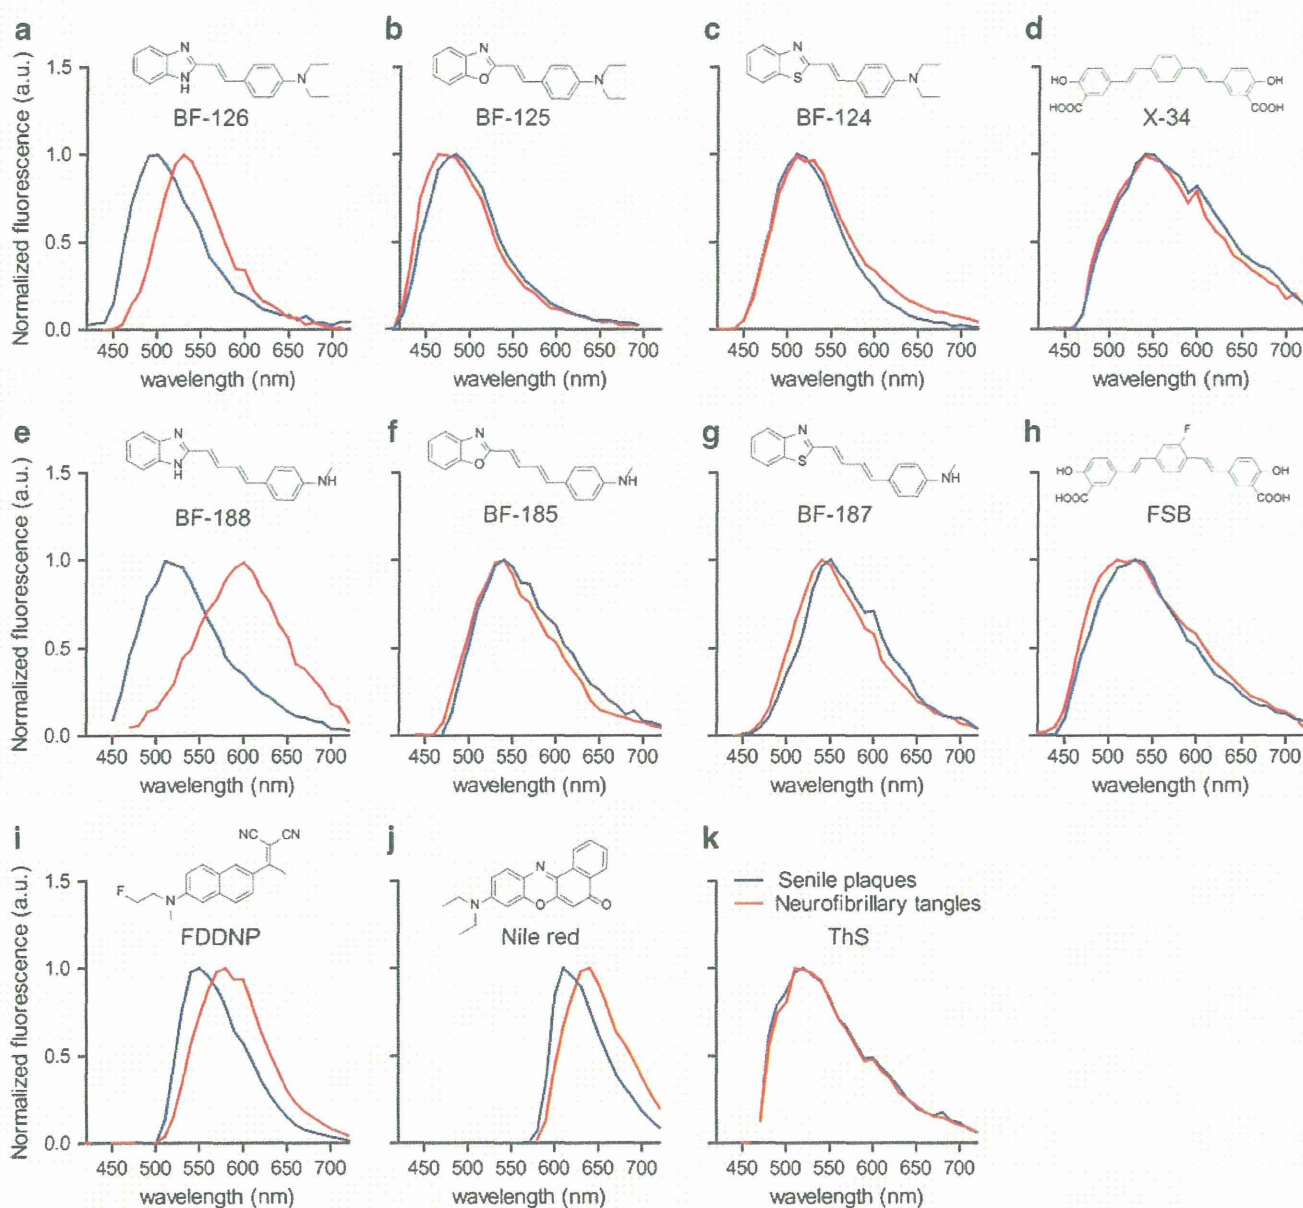 a b c d
N N N
N H N O N S N HO OH
HOOC COOH
BF-126 BF-125 BF-124 X-34
Normalized fluorescence (a.u.)
1.5
1.0
0.5
0.0
450 500 550 600 650 700 450 500 550 600 650 700 450 500 550 600 650 700 450 500 550 600 650 700
wavelength (nm) wavelength (nm) wavelength (nm) wavelength (nm)
e f g h
N N N F
N H NH O NH S NH HO OH
HOOC COOH
BF-188 BF-185 BF-187 FSB
Normalized fluorescence (a.u.)
1.5
1.0
0.5
0.0
450 500 550 600 650 700 450 500 550 600 650 700 450 500 550 600 650 700 450 500 550 600 650 700
wavelength (nm) wavelength (nm) wavelength (nm) wavelength (nm)
i j k
NC CN
F N
N O O N
FDDNP Nile red ThS
Senile plaques
Neurofibrillary tangles
Normalized fluorescence (a.u.)
1.5
1.0
0.5
0.0
450 500 550 600 650 700 450 500 550 600 650 700 450 500 550 600 650 700
wavelength (nm) wavelength (nm) wavelength (nm)